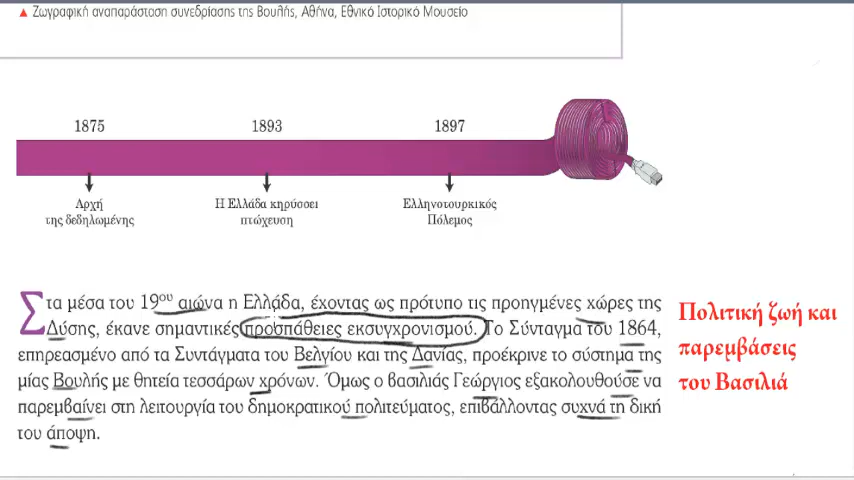 ▲ Ζωγραφική αναπαράσταση συνεδρίασης της Βουλής, Αθήνα, Εθνικό Ιστορικό Μουσείο
1875 1893 1897
Αρχή της δεδηλωμένης
Η Ελλάδα κηρύσσει πτώχευση
Ελληνοτουρκικός Πόλεμος
Στα μέσα του 19ου αιώνα η Ελλάδα, έχοντας ως πρότυπο τις προηγμένες χώρες της
Δύσης, έκανε σημαντικές προσπάθειες εκσυγχρονισμού. Το Σύνταγμα του 1864,
επηρεασμένο από τα Συντάγματα του Βελγίου και της Δανίας, προέκρινε το σύστημα της
μίας Βουλής με θητεία τεσσάρων χρόνων. Όμως ο βασιλιάς Γεώργιος εξακολουθούσε να
παρεμβαίνει στη λειτουργία του δημοκρατικού πολιτεύματος, επιβάλλοντας συχνά τη δική
του άποψη.
Πολιτική ζωή και
παρεμβάσεις
του Βασιλιά